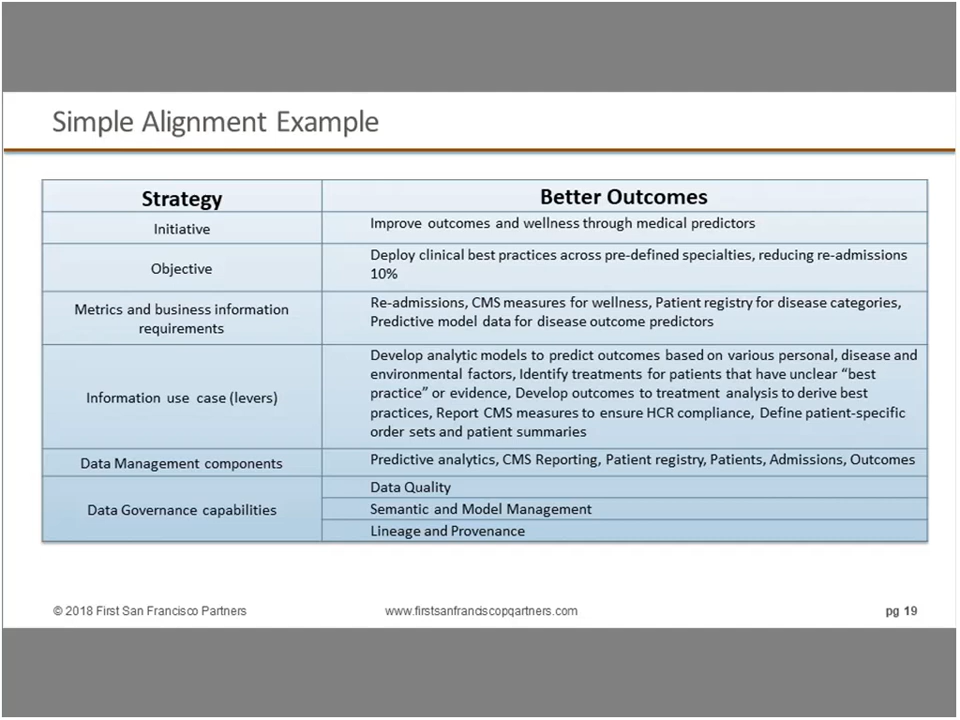 Simple Alignment Example
Strategy
Better Outcomes
Initiative
Improve outcomes and wellness through medical predictors
Objective
Deploy clinical best practices across pre-defined specialties, reducing re-admissions
10%
Metrics and business information
requirements
Re-admissions, CMS measures for wellness, Patient registry for disease categories,
Predictive model data for disease outcome predictors
Information use case (levers)
Develop analytic models to predict outcomes based on various personal, disease and
environmental factors, Identify treatments for patients that have unclear “best
practice” or evidence, Develop outcomes to treatment analysis to derive best
practices, Report CMS measures to ensure HCR compliance, Define patient-specific
order sets and patient summaries
Data Management components
Predictive analytics, CMS Reporting, Patient registry, Patients, Admissions, Outcomes
Data Governance capabilities
Data Quality
Semantic and Model Management
Lineage and Provenance
© 2018 First San Francisco Partners
www.firstsanfranciscopqartners.com
pg 19